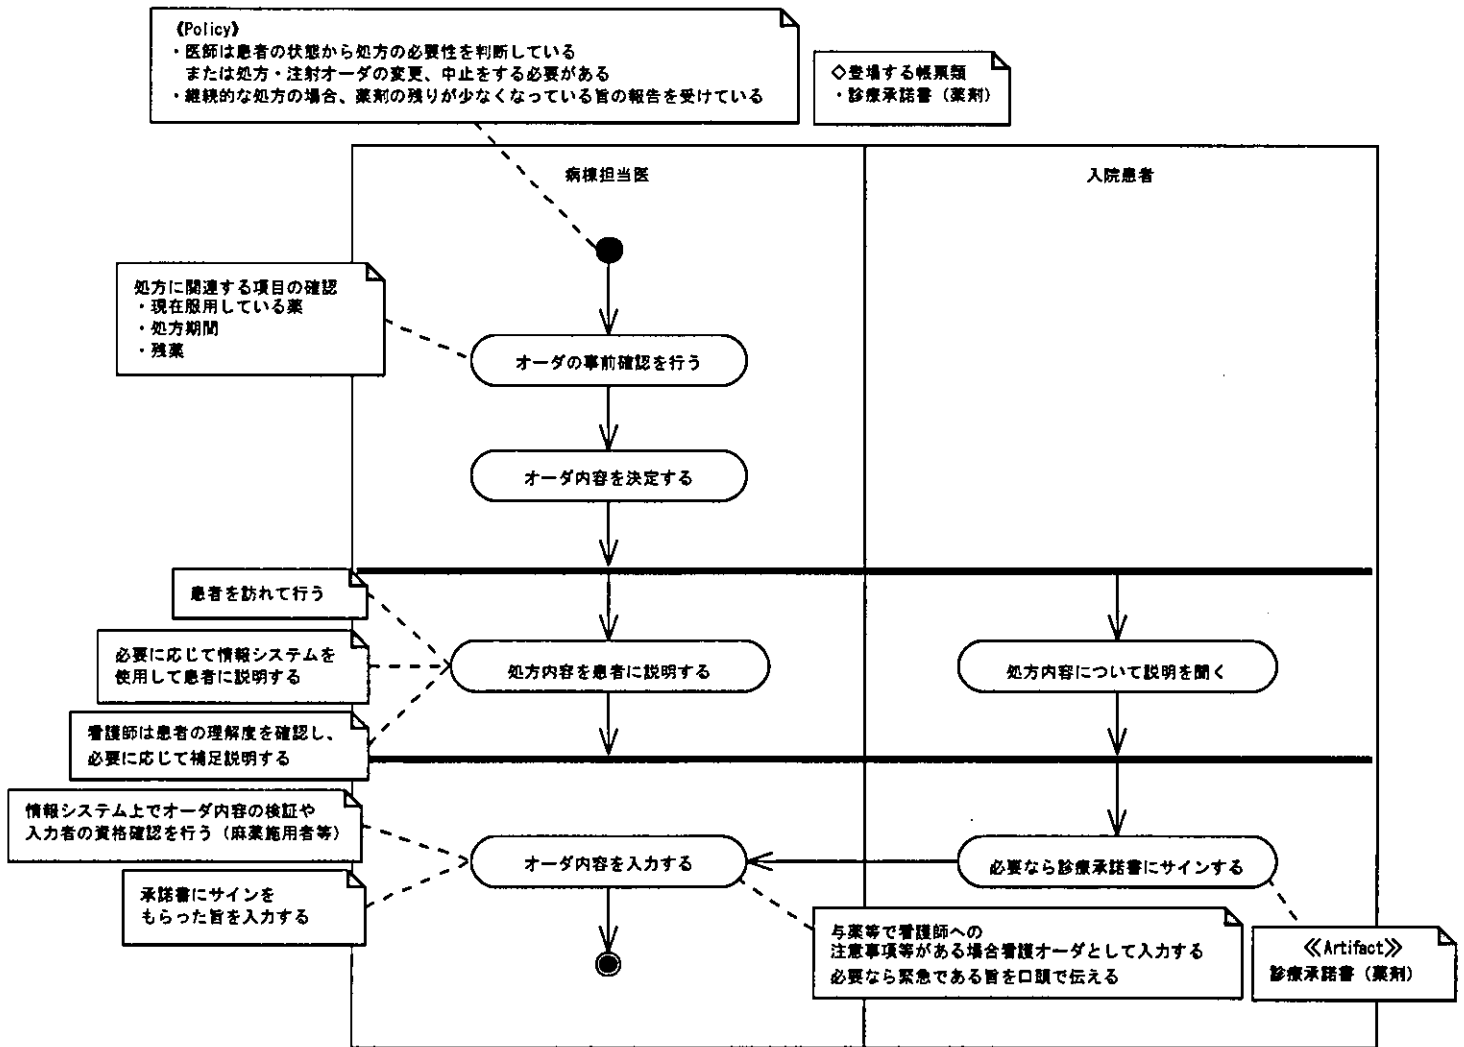 《Policy》
・医師は患者の状態から処方の必要性を判断している
または処方・注射オーダの変更、中止をする必要がある
・継続的な処方の場合、薬剤の残りが少なくなっている旨の報告を受けている
◇登場する帳票類
・診療承諾書（薬剤）
病棟担当医
入院患者
処方に関連する項目の確認
・現在服用している薬
・処方期間
・残薬
オーダの事前確認を行う
オーダ内容を決定する
患者を訪れて行う
必要に応じて情報システムを
使用して患者に説明する
処方内容を患者に説明する
処方内容について説明を聞く
看護師は患者の理解度を確認し、
必要に応じて補足説明する
情報システム上でオーダ内容の検証や
入力者の資格確認を行う（麻薬施用者等）
オーダ内容を入力する
必要なら診療承諾書にサインする
承諾書にサインを
もらった旨を入力する
与薬等で看護師への
注意事項等がある場合看護オーダとして入力する
必要なら緊急である旨を口頭で伝える
≪Artifact≫
診療承諾書（薬剤）